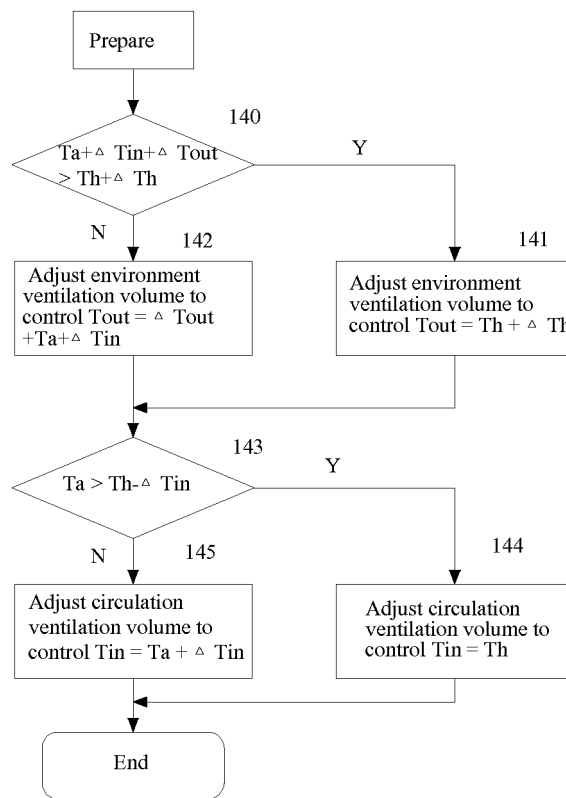 Prepare
140
Ta+△ Tin+△ Tout
> Th+△ Th
Y
N
142
141
Adjust environment
ventilation volume to
control Tout = △ Tout
+Ta+△ Tin
Adjust environment
ventilation volume to
control Tout = Th + △ Th
143
Ta > Th-△ Tin
Y
N
145
144
Adjust circulation
ventilation volume to
control Tin = Ta + △ Tin
Adjust circulation
ventilation volume to
control Tin = Th
End